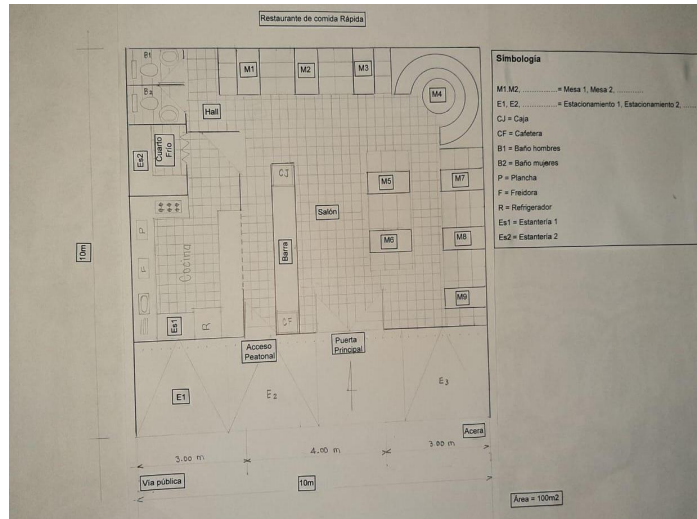 Restaurante de comida Rápida
B1
M1
M2
M3
M4
B2
Hall
Es2
Cuarto
Frío
CJ
M5
M7
Salón
P
Cocina
Barra
M6
M8
F
Es1
R
CF
M9
Acceso
Peatonal
Puerta
Principal
E1
E2
E3
Acera
3.00 m
4.00 m
3.00 m
Via pública
10m
10m
Símbología
M1.M2, ................ = Mesa 1, Mesa 2, ............
E1, E2, ................ = Estacionamiento 1, Estacionamiento 2, ....
CJ = Caja
CF = Cafetera
B1 = Baño hombres
B2 = Baño mujeres
P = Plancha
F = Freidora
R = Refrigerador
Es1 = Estantería 1
Es2 = Estantería 2
Área = 100m2